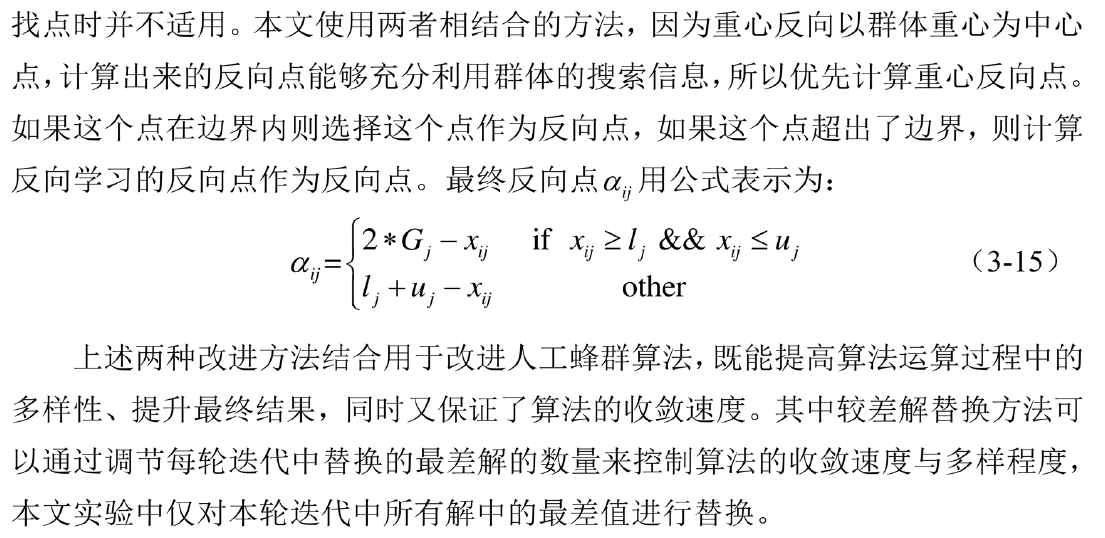 找点时并不适用。本文使用两者相结合的方法，因为重心反向以群体重心为中心
点，计算出来的反向点能够充分利用群体的搜索信息，所以优先计算重心反向点。
如果这个点在边界内则选择这个点作为反向点，如果这个点超出了边界，则计算
反向学习的反向点作为反向点。最终反向点α_{ij}用公式表示为：
α_{ij}={2*G_j − x_{ij}  if  x_{ij} ≥ l_j && x_{ij} ≤ u_j
l_j + u_j − x_{ij}  other （3-15）
上述两种改进方法结合用于改进人工蜂群算法，既能提高算法运算过程中的
多样性、提升最终结果，同时又保证了算法的收敛速度。其中较差解替换方法可
以通过调节每轮迭代中替换的最差解的数量来控制算法的收敛速度与多样程度，
本文实验中仅对本轮迭代中所有解中的最差值进行替换。